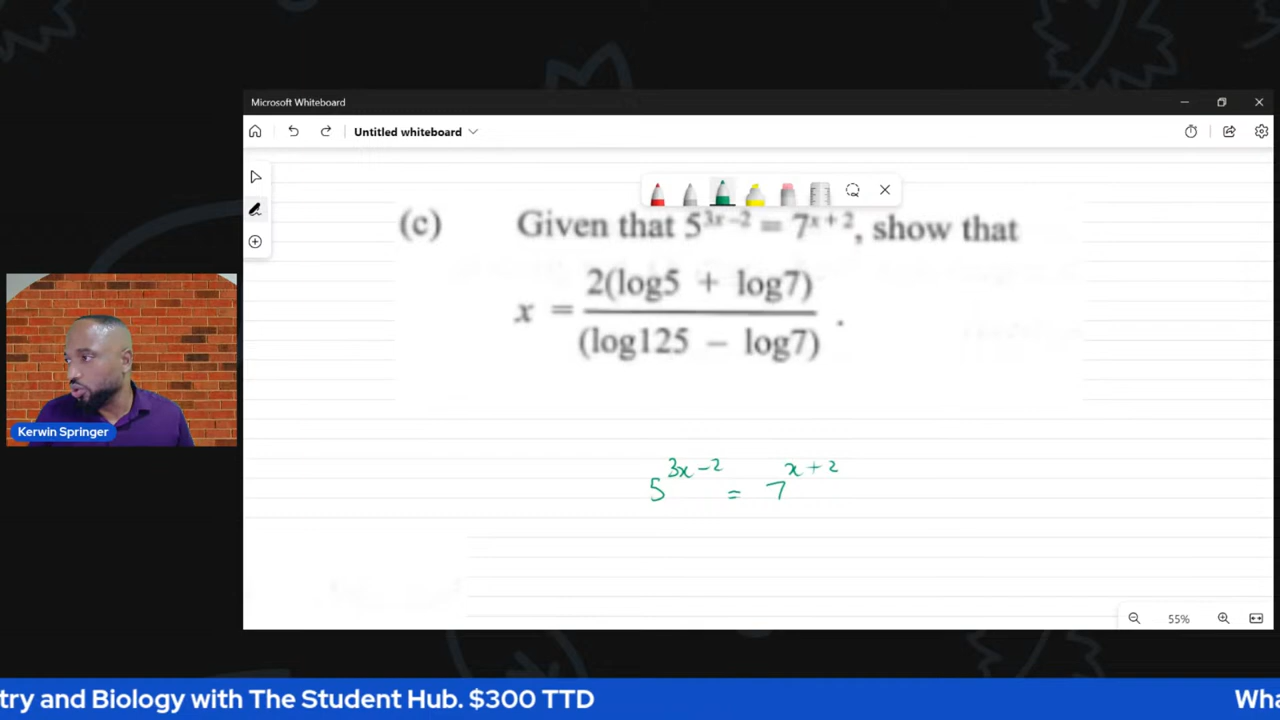 Microsoft Whiteboard
Untitled whiteboard
(c) Given that 5^{3x-2} = 7^{x+2}, show that
x = \frac{2(log5 + log7)}{(log125 − log7)} .
5^{3x-2} = 7^{x+2}
Kerwin Springer
55%
try and Biology with The Student Hub. $300 TTD